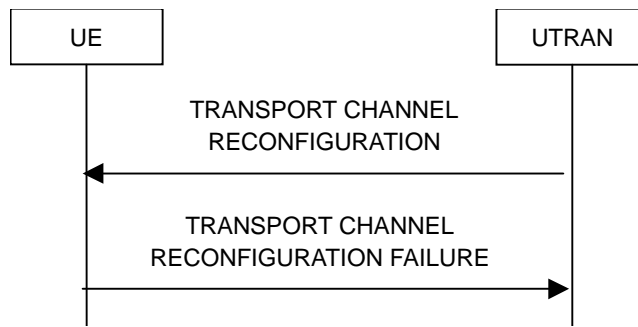 UE
UTRAN
TRANSPORT CHANNEL
RECONFIGURATION
TRANSPORT CHANNEL
RECONFIGURATION FAILURE